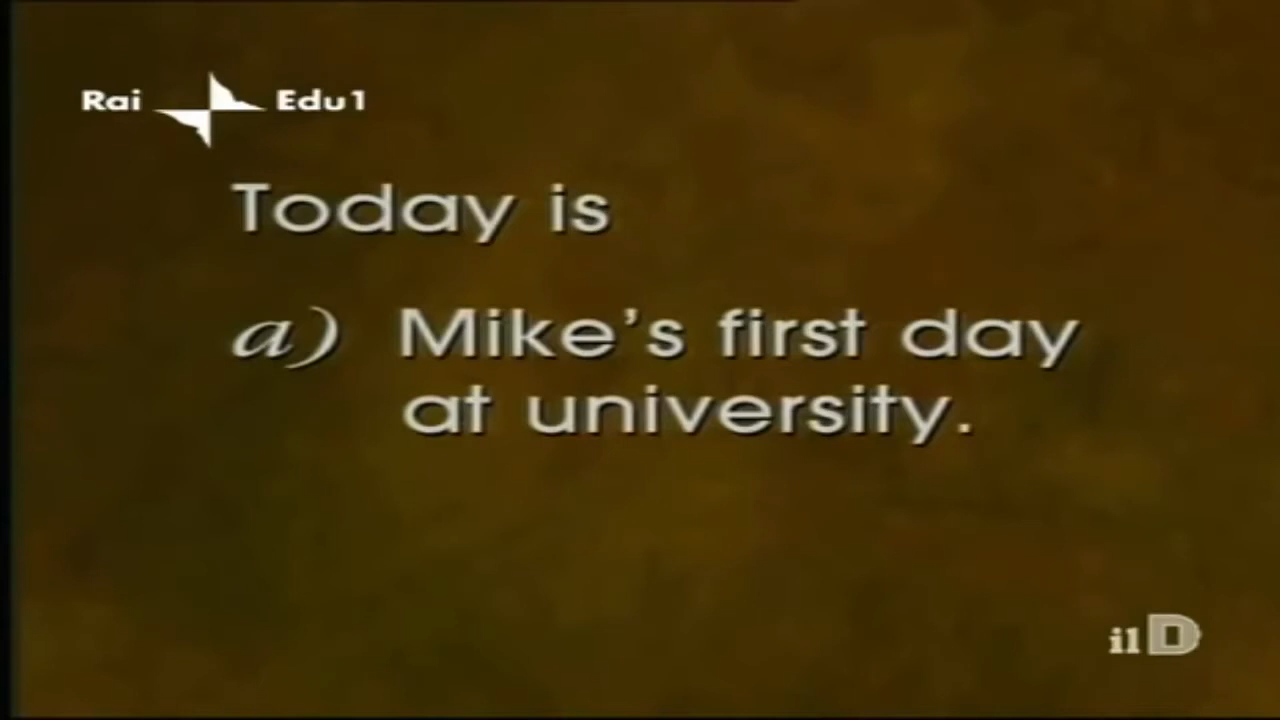 Rai Edu1
Today is
a) Mike's first day
at university.
il D